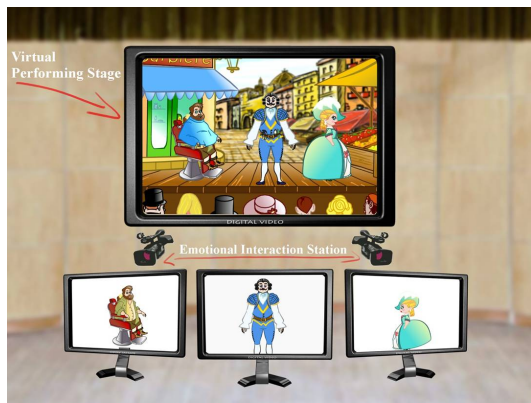 Virtual
Performing Stage
DIGITAL VIDEO
Emotional Interaction Station